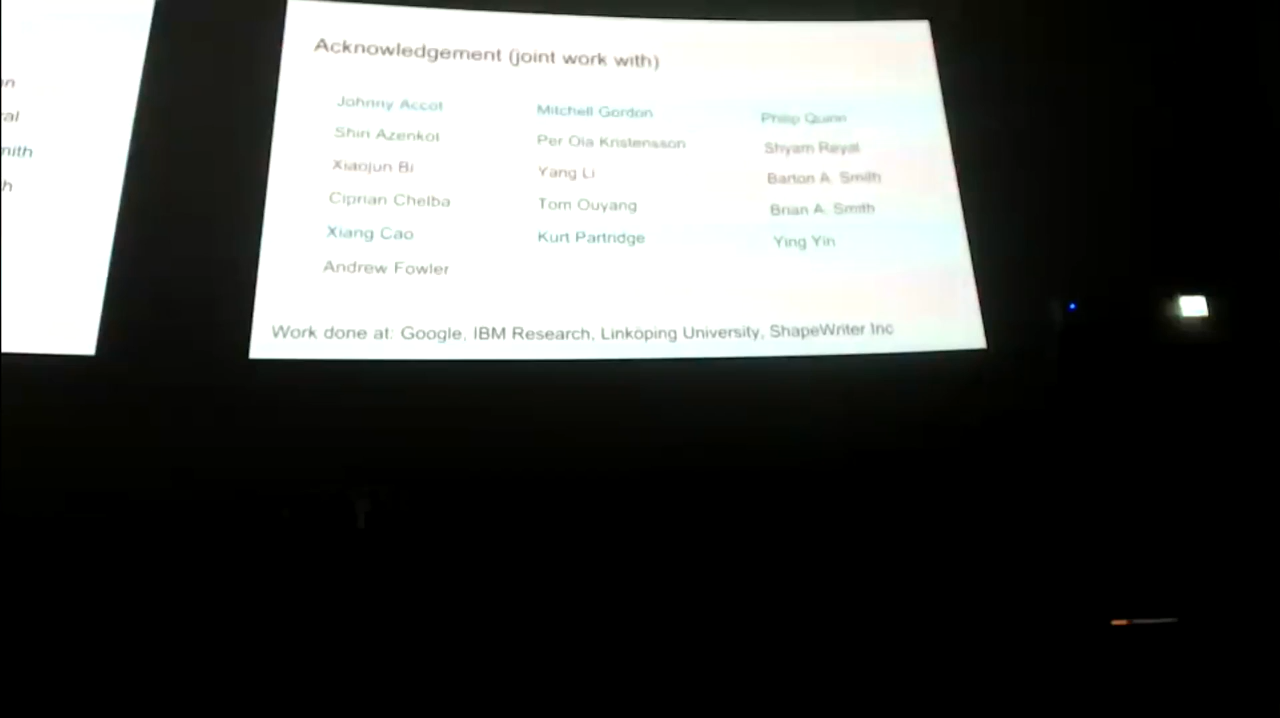 Acknowledgement (joint work with)
Johnny Accot
Shiri Azenkot
Xiaojun Bi
Ciprian Chelba
Xiang Cao
Andrew Fowler
Mitchell Gordon
Per Ola Kristensson
Yang Li
Tom Ouyang
Kurt Partridge
Philip Quinn
Shyam Reyal
Barton A. Smith
Brian A. Smith
Ying Yin
Work done at: Google, IBM Research, Linköping University, ShapeWriter Inc